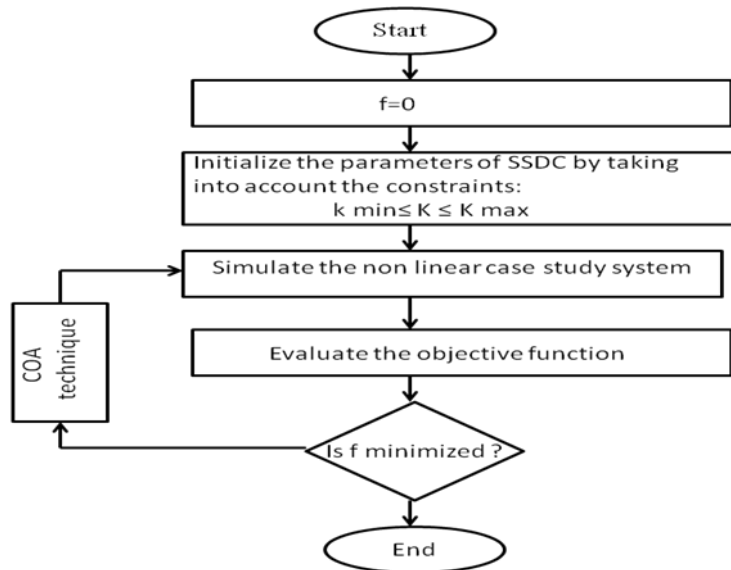 Start
f=0
Initialize the parameters of SSDC by taking
into account the constraints:
k min≤ K ≤ K max
Simulate the non linear case study system
Evaluate the objective function
COA
technique
Is f minimized ?
End